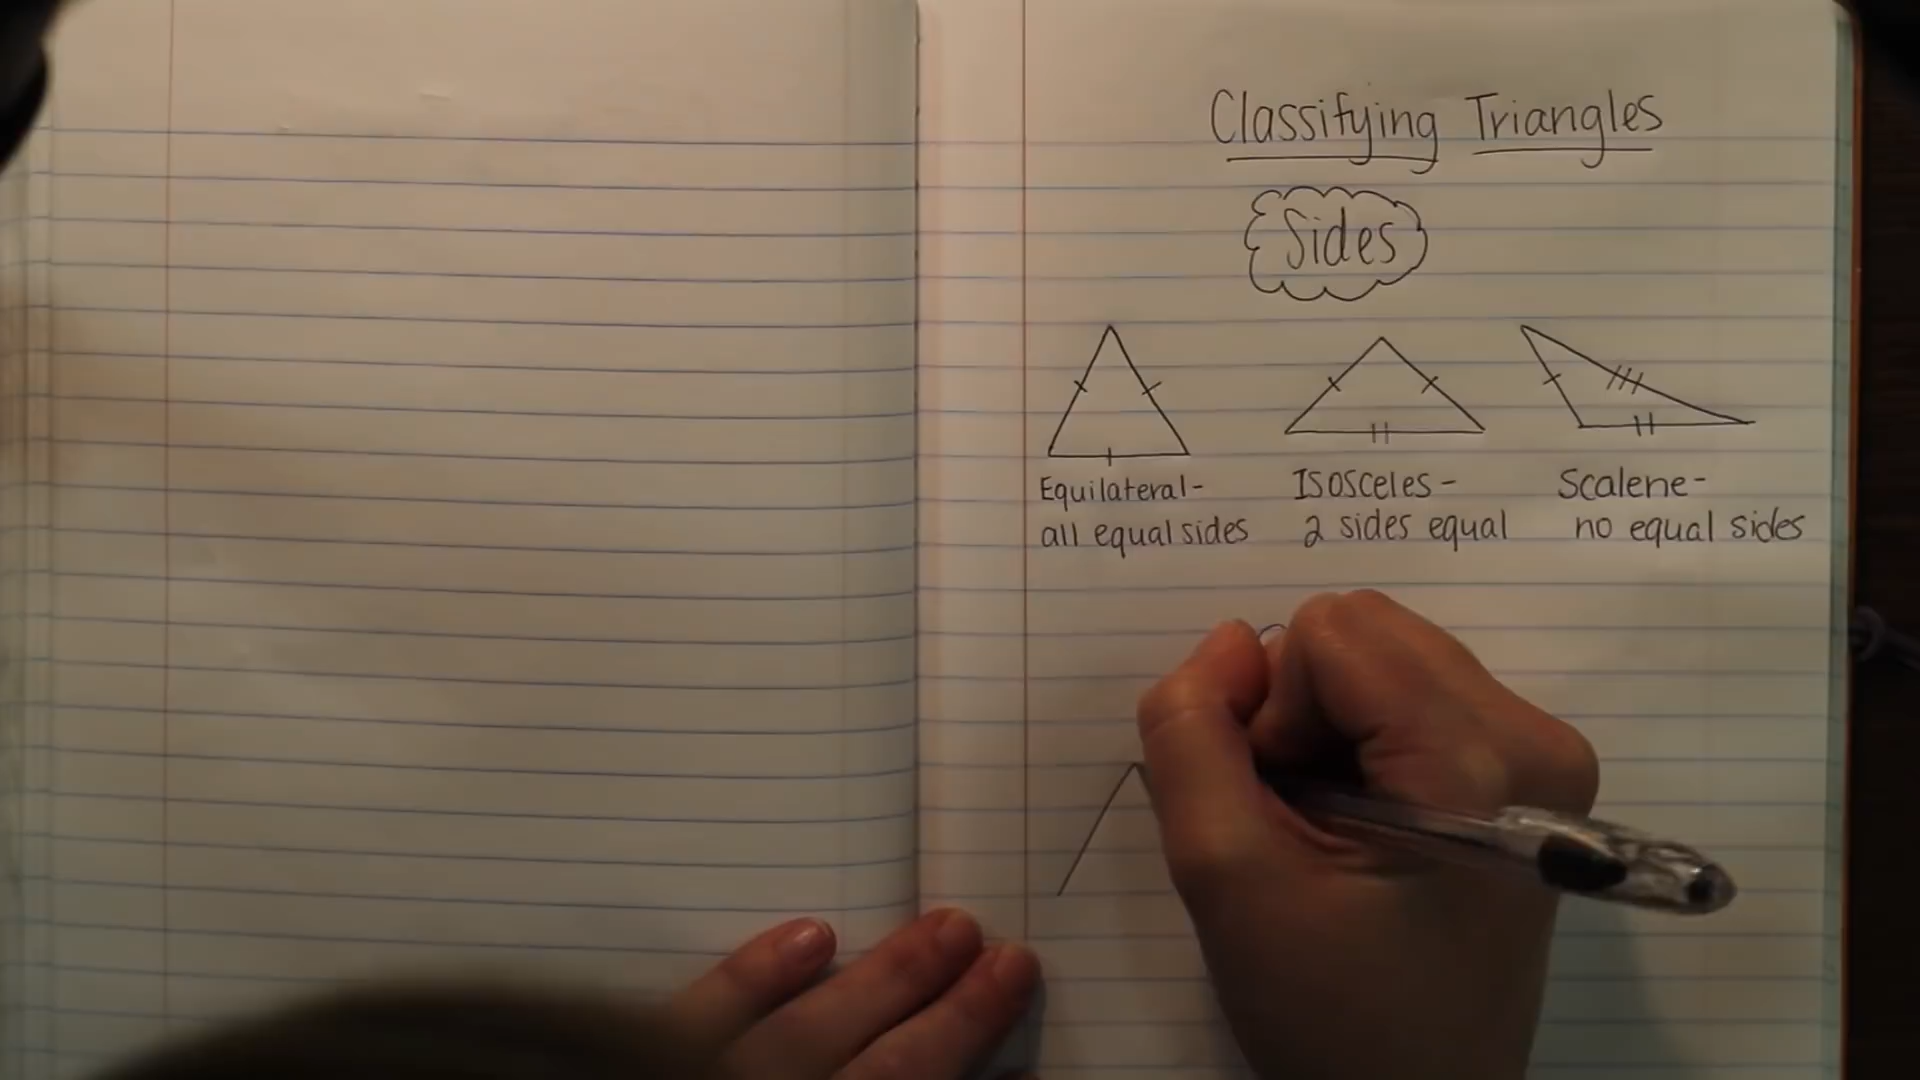 Classifying Triangles
Sides
Equilateral-
all equal sides
Isosceles-
2 sides equal
Scalene-
no equal sides